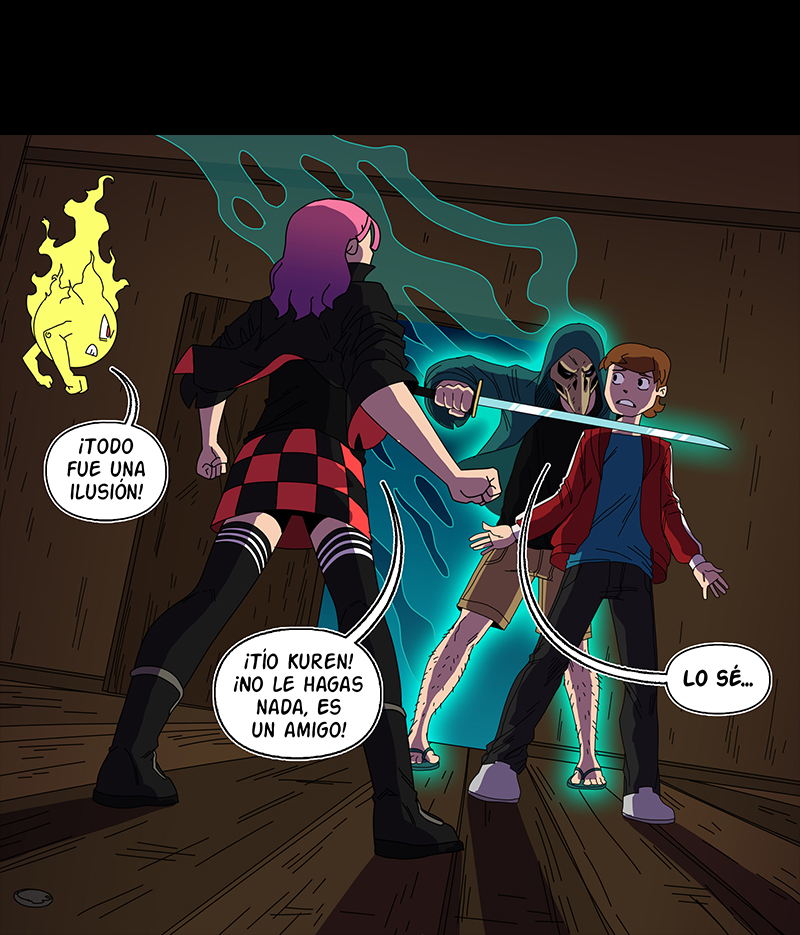 ¡TODO
FUE UNA
ILUSIÓN!
¡TÍO KUREN!
¡NO LE HAGAS
NADA, ES
UN AMIGO!
LO SÉ...